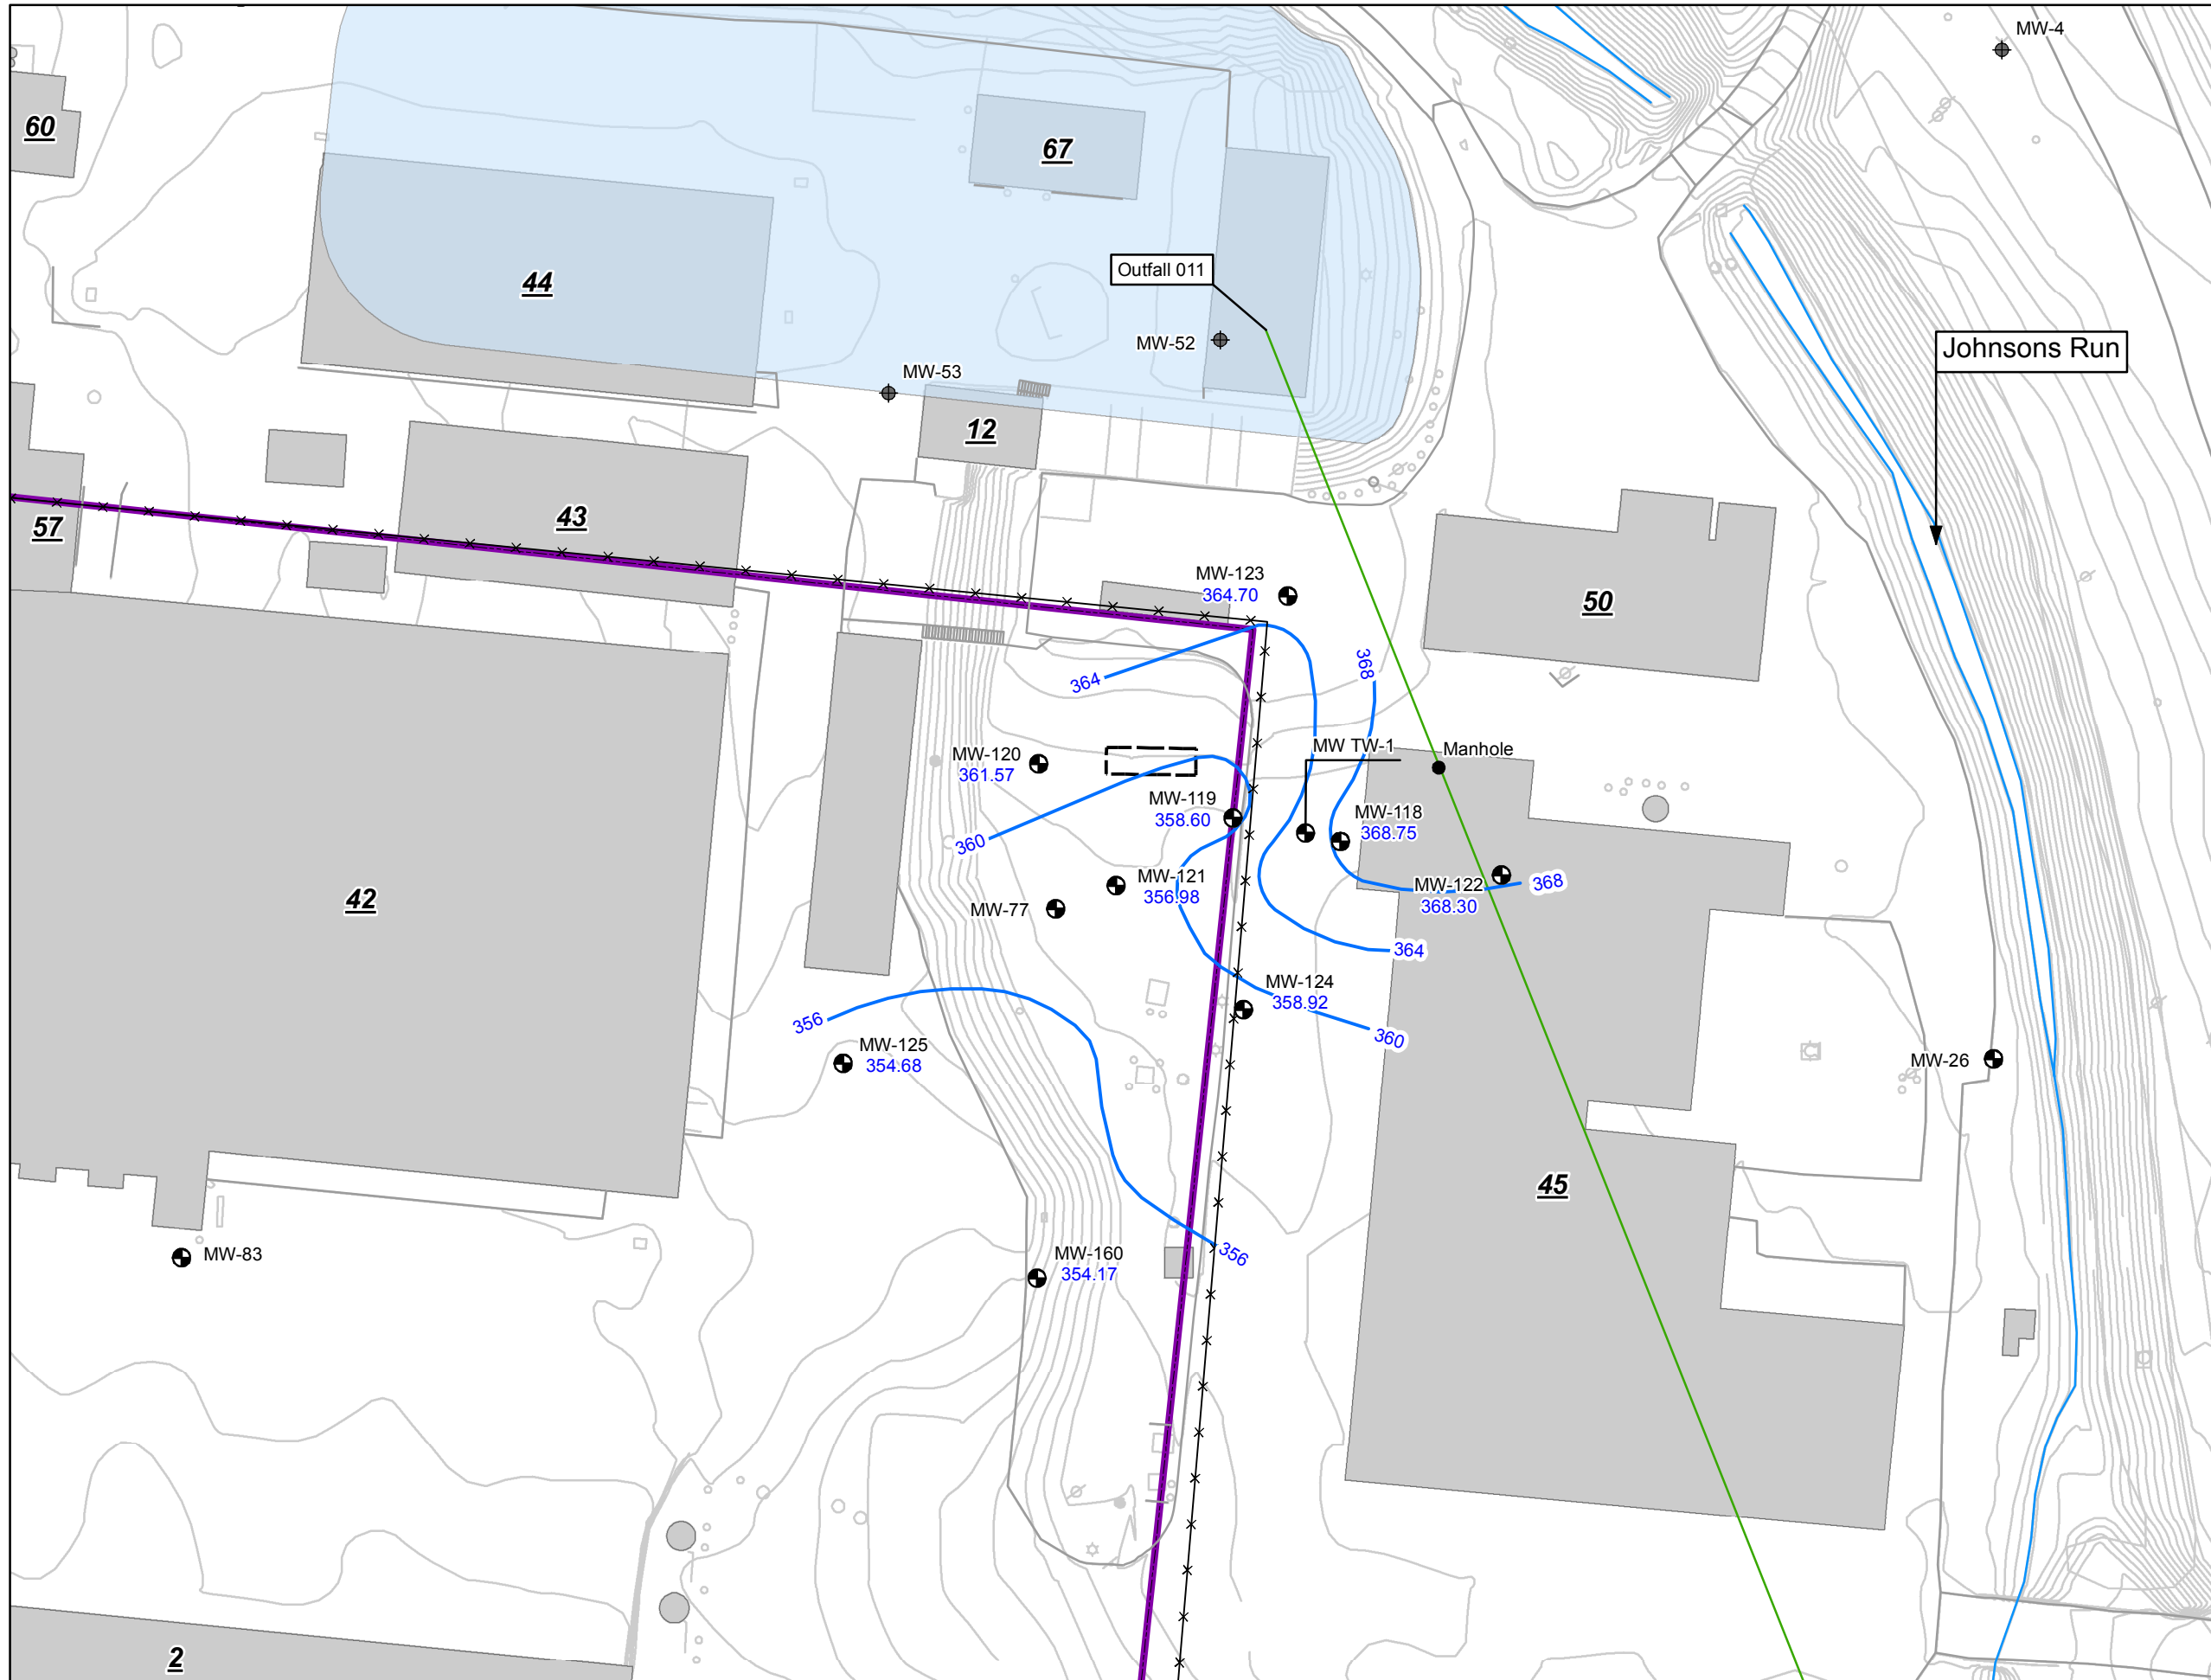 MW-4
60
67
44
Outfall 011
MW-52
Johnsons Run
MW-53
12
43
57
MW-123
364.70
50
364
368
MW TW-1
Manhole
MW-120
361.57
MW-119
358.60
MW-118
368.75
360
MW-121
356.98
MW-122
368.30
368
42
MW-77
364
MW-124
358.92
356
360
MW-125
354.68
MW-26
45
MW-83
MW-160
354.17
356
2